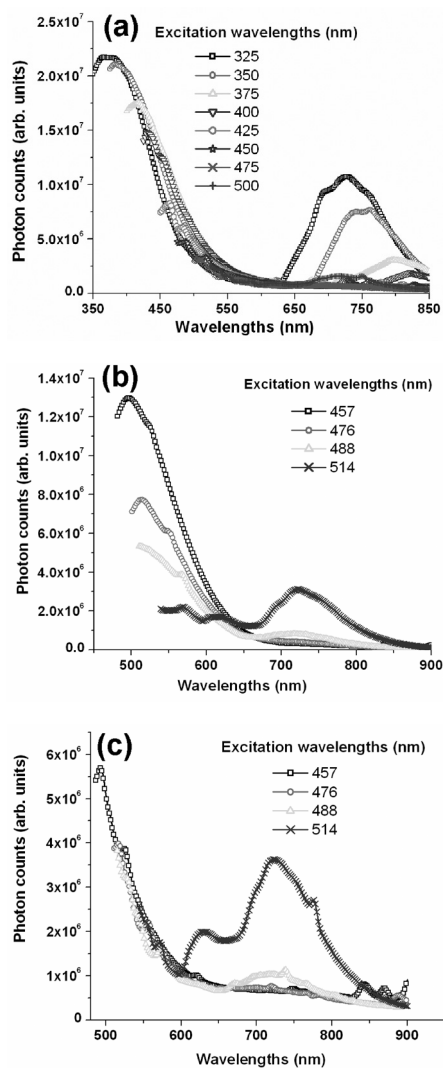 (a)
Excitation wavelengths (nm)
325
350
375
400
425
450
475
500
Photon counts (arb. units)
2.5x10⁷
2.0x10⁷
1.5x10⁷
1.0x10⁷
5.0x10⁶
0.0
350 450 550 650 750 850
Wavelengths (nm)
(b)
Excitation wavelengths (nm)
457
476
488
514
Photon counts (arb. units)
1.4x10⁷
1.2x10⁷
1.0x10⁷
8.0x10⁶
6.0x10⁶
4.0x10⁶
2.0x10⁶
0.0
500 600 700 800 900
Wavelengths (nm)
(c)
Excitation wavelengths (nm)
457
476
488
514
Photon counts (arb. units)
6x10⁶
5x10⁶
4x10⁶
3x10⁶
2x10⁶
1x10⁶
0
500 600 700 800 900
Wavelengths (nm)